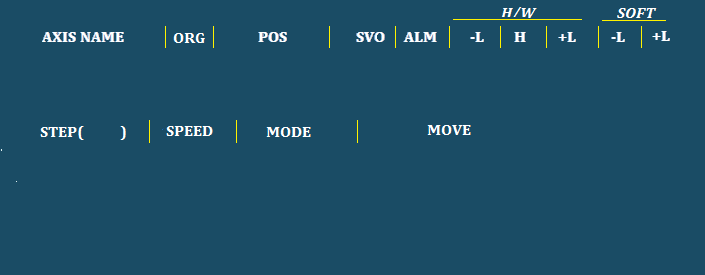 H/W SOFT
AXIS NAME ORG POS SVO ALM -L H +L -L +L
STEP( ) SPEED MODE MOVE